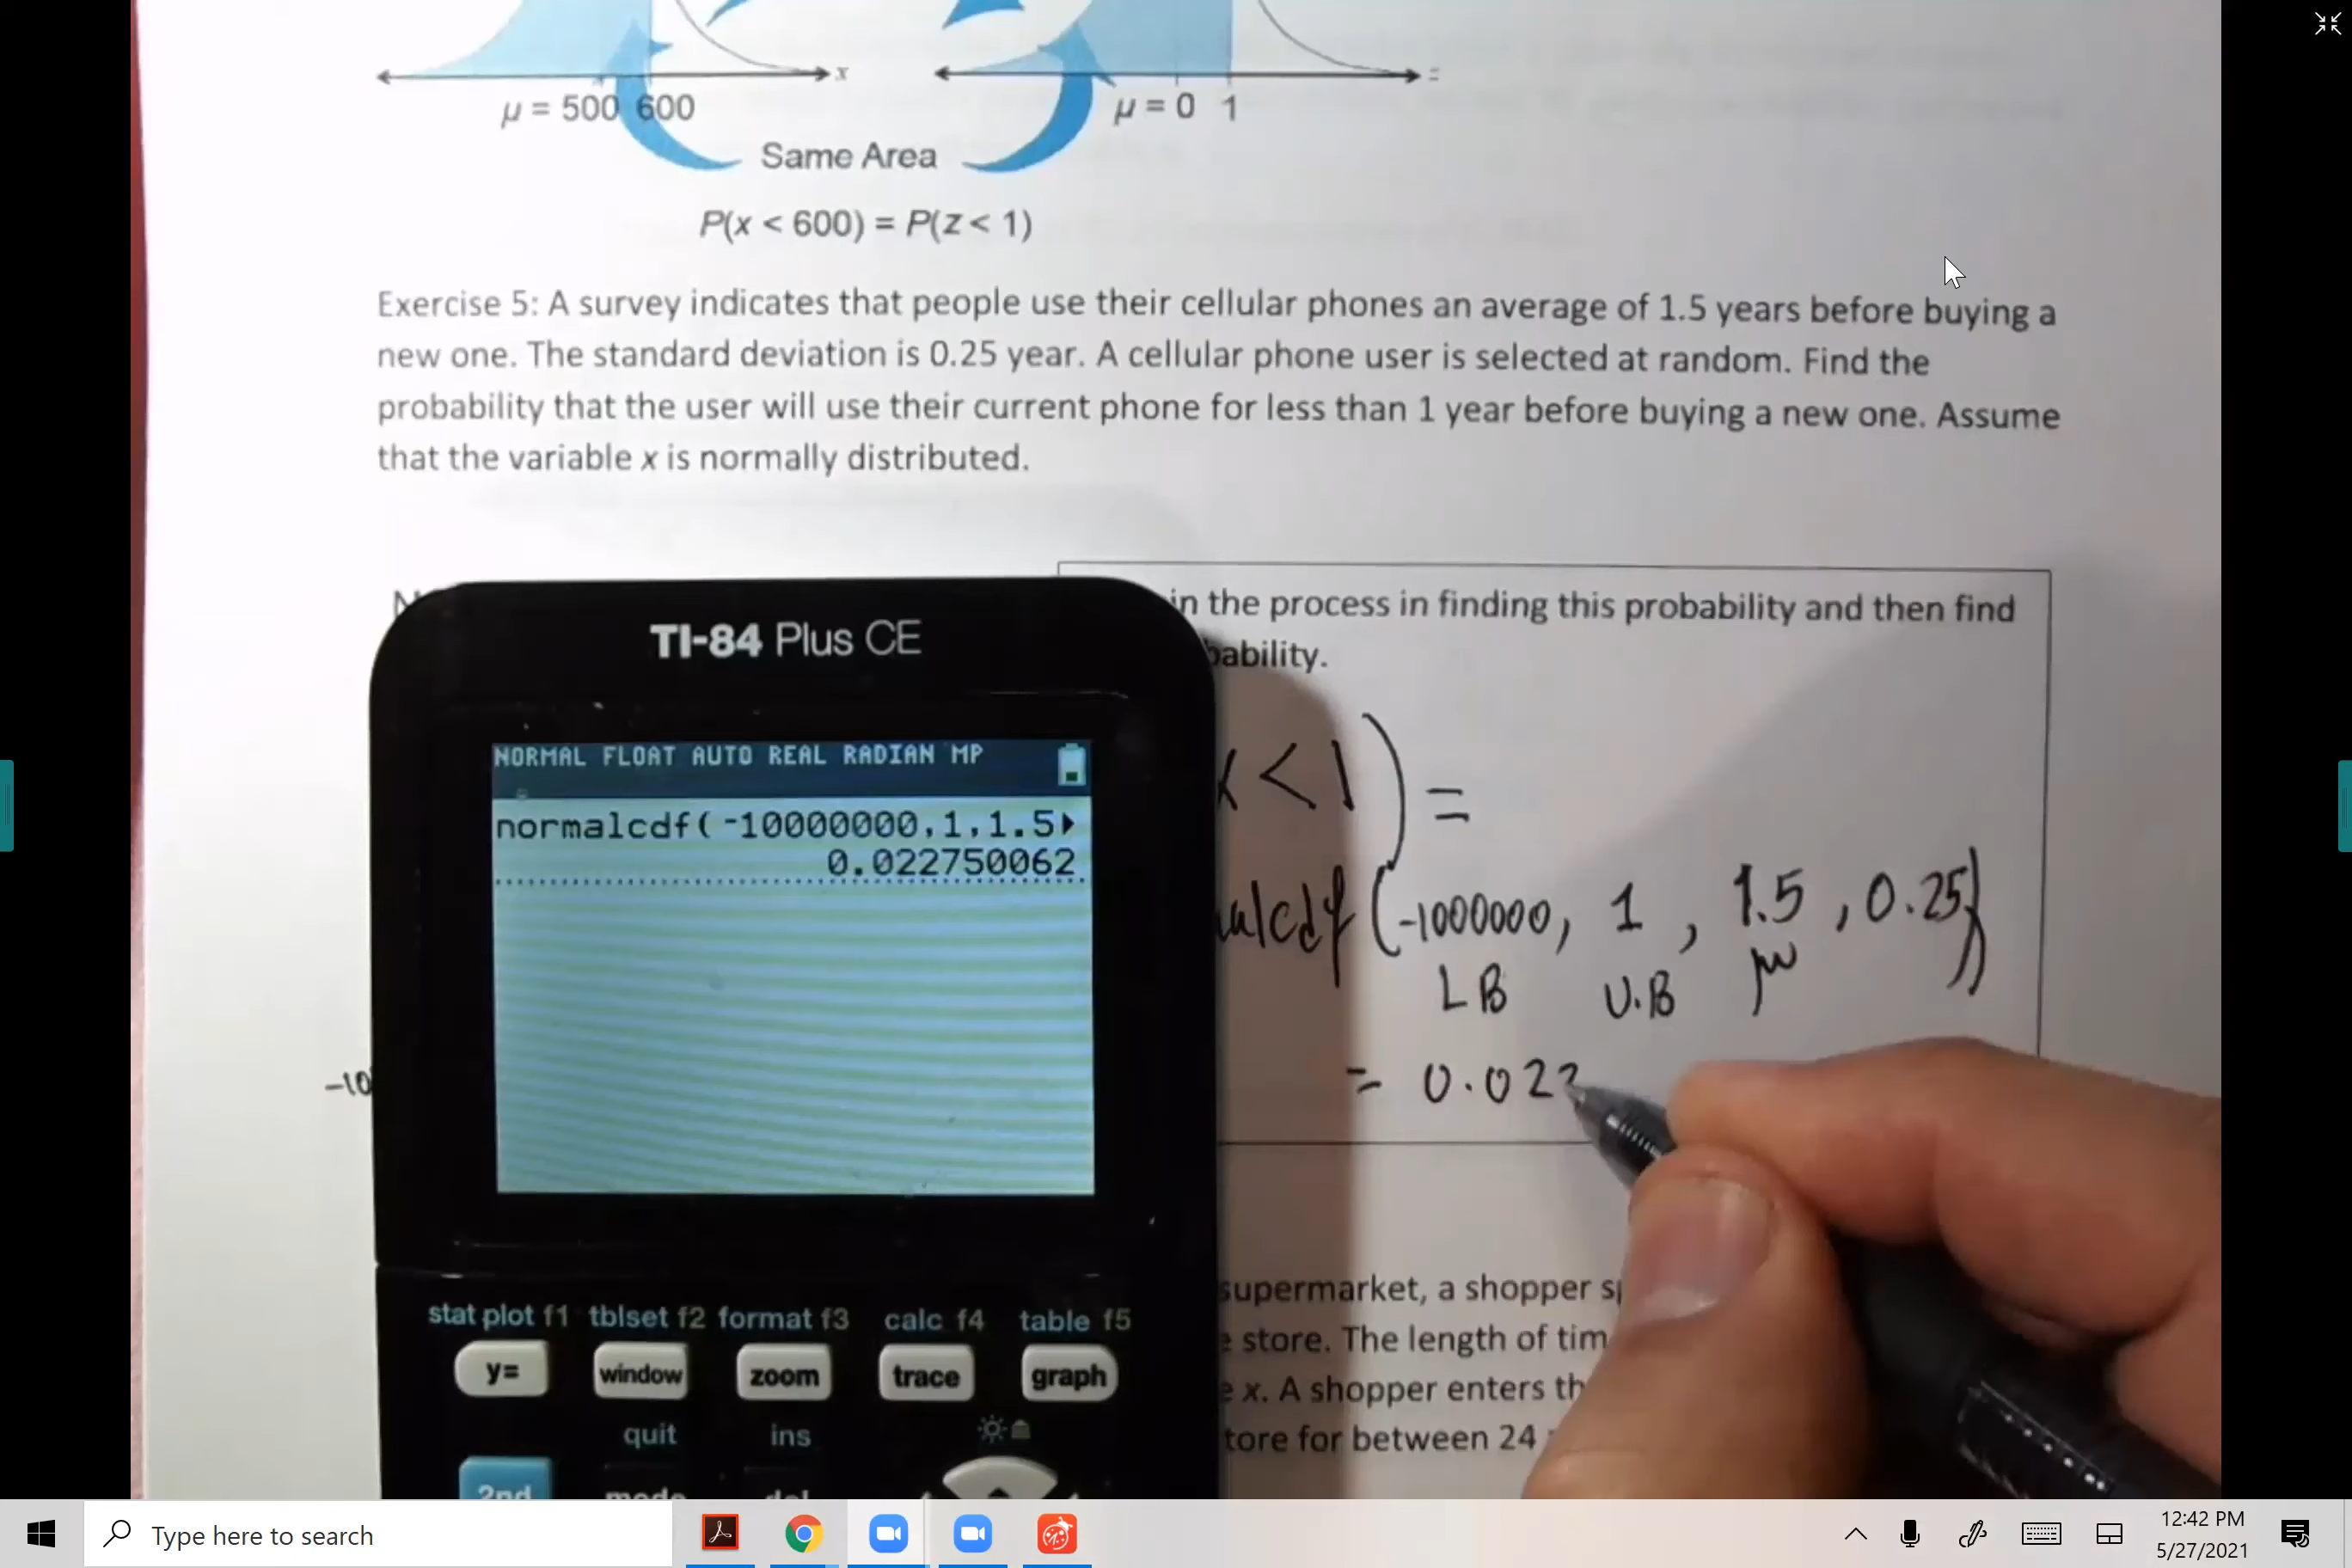 x
z
μ = 500 600
μ = 0 1
Same Area
P(x < 600) = P(z < 1)
Exercise 5: A survey indicates that people use their cellular phones an average of 1.5 years before buying a
new one. The standard deviation is 0.25 year. A cellular phone user is selected at random. Find the
probability that the user will use their current phone for less than 1 year before buying a new one. Assume
that the variable x is normally distributed.
in the process in finding this probability and then find
bability.
TI-84 Plus CE
NORMAL FLOAT AUTO REAL RADIAN MP
normalcdf(-10000000,1,1.5
0.022750062
x < 1) =
alcdf(-1000000, 1, 1.5, 0.25)
LB U.B μ
= 0.022
-10
supermarket, a shopper
store. The length of tim
x. A shopper enters th
tore for between 24
stat plot f1 tblset f2 format f3 calc f4 table f5
y= window zoom trace graph
quit ins
2nd mode del
Type here to search
12:42 PM
5/27/2021